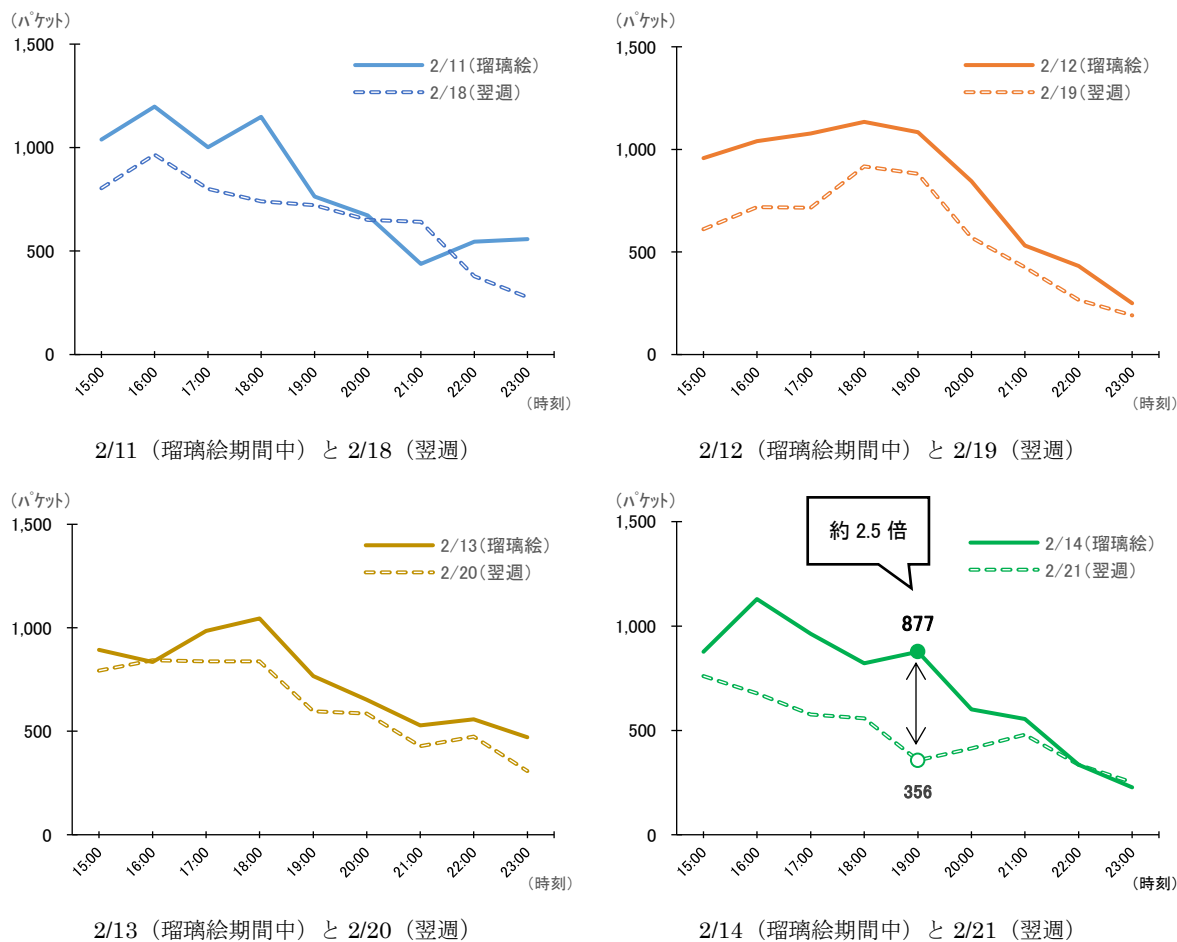 (パケット)
1,500
1,000
500
0
2/11(瑠璃絵)
2/18(翌週)
15:00
16:00
17:00
18:00
19:00
20:00
21:00
22:00
23:00
(時刻)
2/11（瑠璃絵期間中）と 2/18（翌週）
(パケット)
1,500
1,000
500
0
2/12(瑠璃絵)
2/19(翌週)
15:00
16:00
17:00
18:00
19:00
20:00
21:00
22:00
23:00
(時刻)
2/12（瑠璃絵期間中）と 2/19（翌週）
(パケット)
1,500
1,000
500
0
2/13(瑠璃絵)
2/20(翌週)
15:00
16:00
17:00
18:00
19:00
20:00
21:00
22:00
23:00
(時刻)
2/13（瑠璃絵期間中）と 2/20（翌週）
(パケット)
1,500
1,000
500
0
約 2.5 倍
2/14(瑠璃絵)
2/21(翌週)
877
356
15:00
16:00
17:00
18:00
19:00
20:00
21:00
22:00
23:00
(時刻)
2/14（瑠璃絵期間中）と 2/21（翌週）